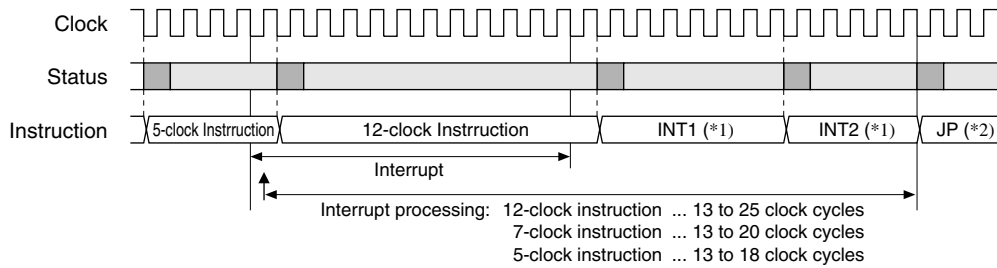 Clock
Status
Instruction
5-clock Instrruction
12-clock Instrruction
INT1 (*1)
INT2 (*1)
JP (*2)
Interrupt
Interrupt processing: 12-clock instruction ... 13 to 25 clock cycles
7-clock instruction ... 13 to 20 clock cycles
5-clock instruction ... 13 to 18 clock cycles